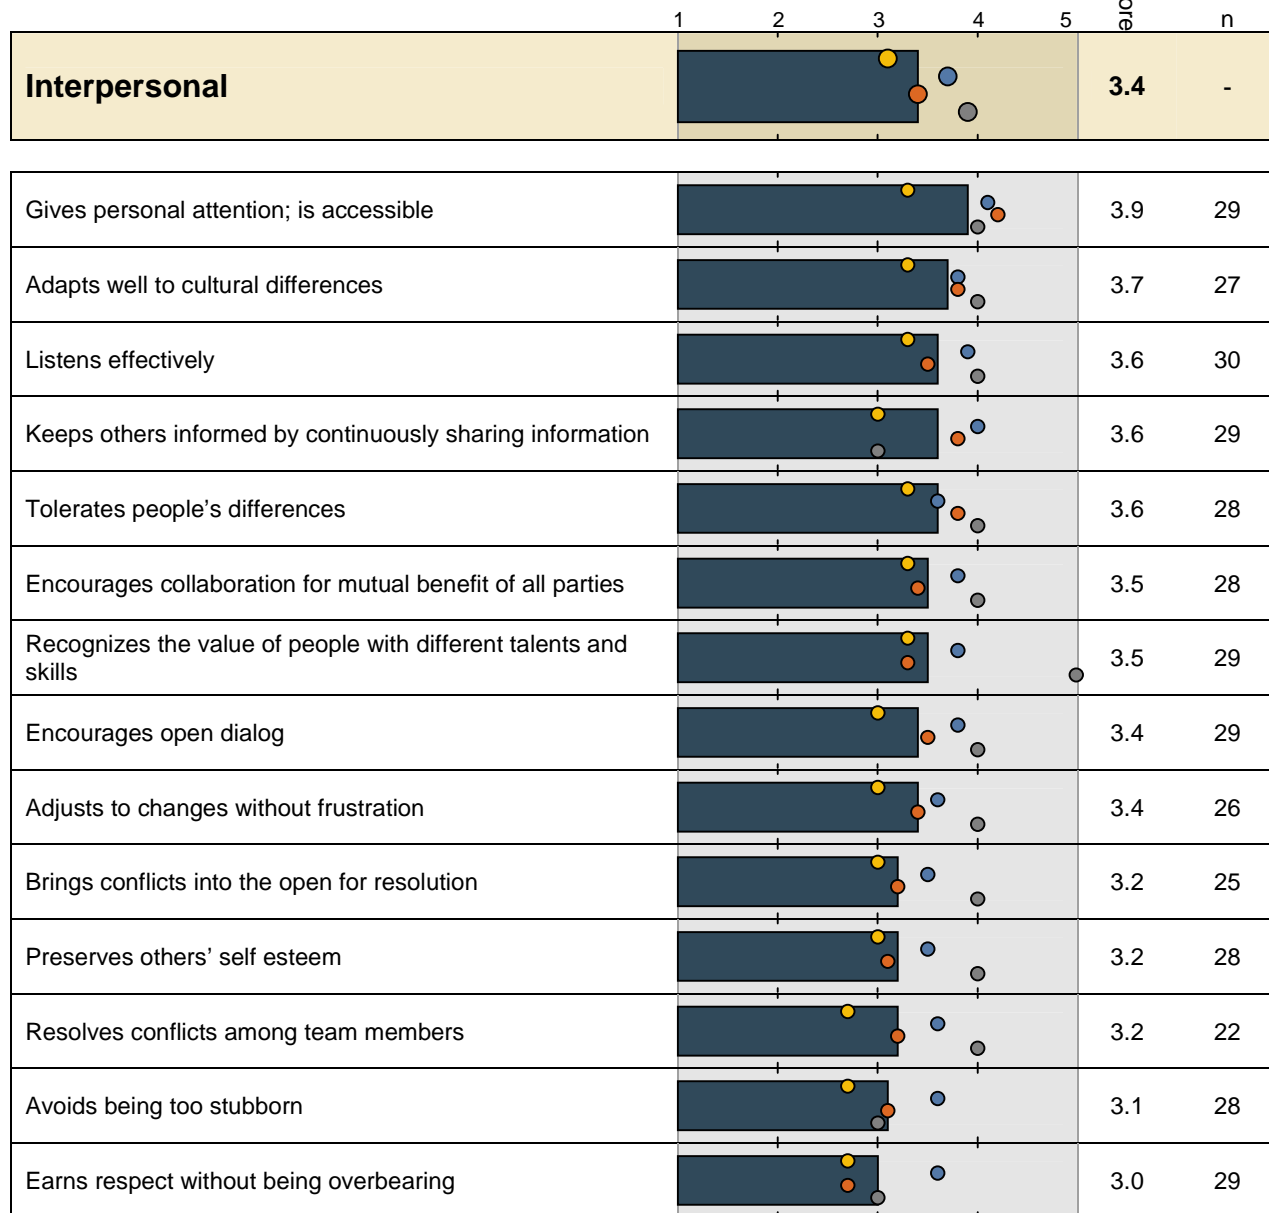 1 2 3 4 5 ore n
Interpersonal 3.4 -
Gives personal attention; is accessible 3.9 29
Adapts well to cultural differences 3.7 27
Listens effectively 3.6 30
Keeps others informed by continuously sharing information 3.6 29
Tolerates people’s differences 3.6 28
Encourages collaboration for mutual benefit of all parties 3.5 28
Recognizes the value of people with different talents and
skills 3.5 29
Encourages open dialog 3.4 29
Adjusts to changes without frustration 3.4 26
Brings conflicts into the open for resolution 3.2 25
Preserves others’ self esteem 3.2 28
Resolves conflicts among team members 3.2 22
Avoids being too stubborn 3.1 28
Earns respect without being overbearing 3.0 29